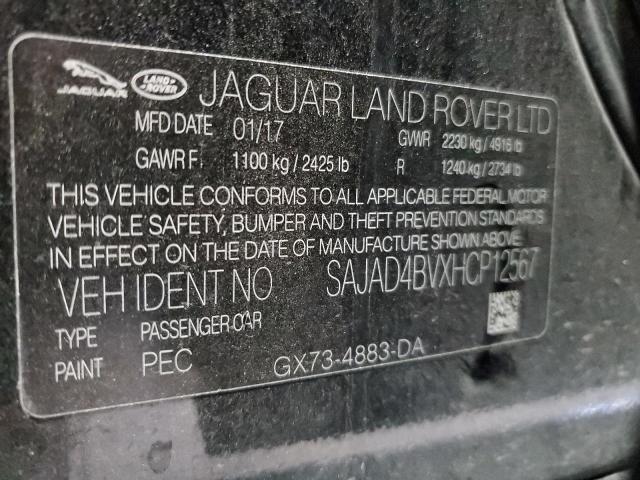 JAGUAR LAND ROVER JAGUAR LAND ROVER LTD
MFD DATE 01/17 GVWR 2230 kg / 4916 lb
GAWR F. 1100 kg / 2425 lb R 1240 kg / 2734 lb
THIS VEHICLE CONFORMS TO ALL APPLICABLE FEDERAL MOTOR
VEHICLE SAFETY, BUMPER AND THEFT PREVENTION STANDARDS
IN EFFECT ON THE DATE OF MANUFACTURE SHOWN ABOVE.
VEH IDENT NO SAJAD4BVXHCP12567
TYPE PASSENGER CAR
PAINT PEC GX73-4883-DA